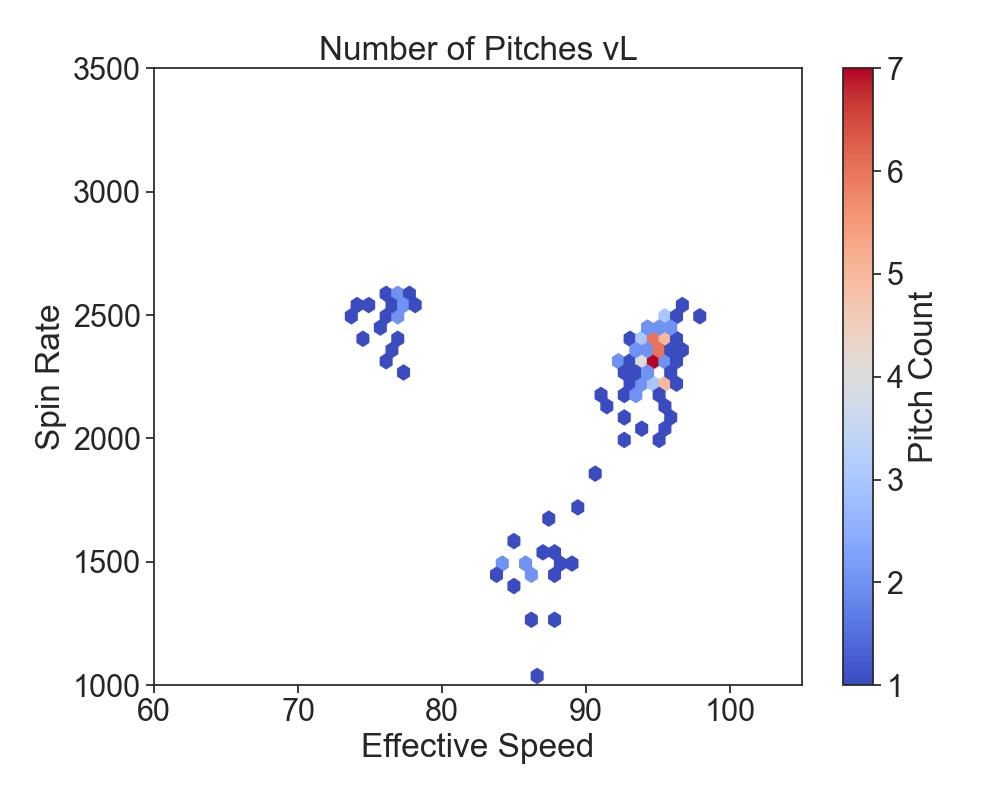 Number of Pitches vL
3500
3000
2500
2000
1500
1000
Spin Rate
60 70 80 90 100
Effective Speed
7
6
5
4
3
2
1
Pitch Count